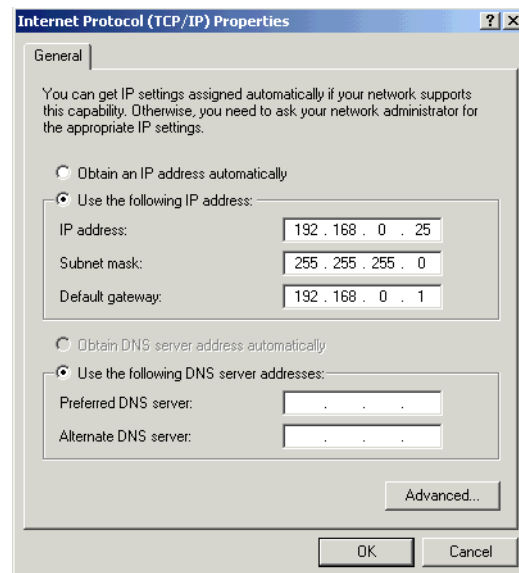 Internet Protocol (TCP/IP) Properties
General
You can get IP settings assigned automatically if your network supports
this capability. Otherwise, you need to ask your network administrator for
the appropriate IP settings.
Obtain an IP address automatically
Use the following IP address:
IP address: 192 . 168 . 0 . 25
Subnet mask: 255 . 255 . 255 . 0
Default gateway: 192 . 168 . 0 . 1
Obtain DNS server address automatically
Use the following DNS server addresses:
Preferred DNS server: . . .
Alternate DNS server: . . .
Advanced...
OK Cancel